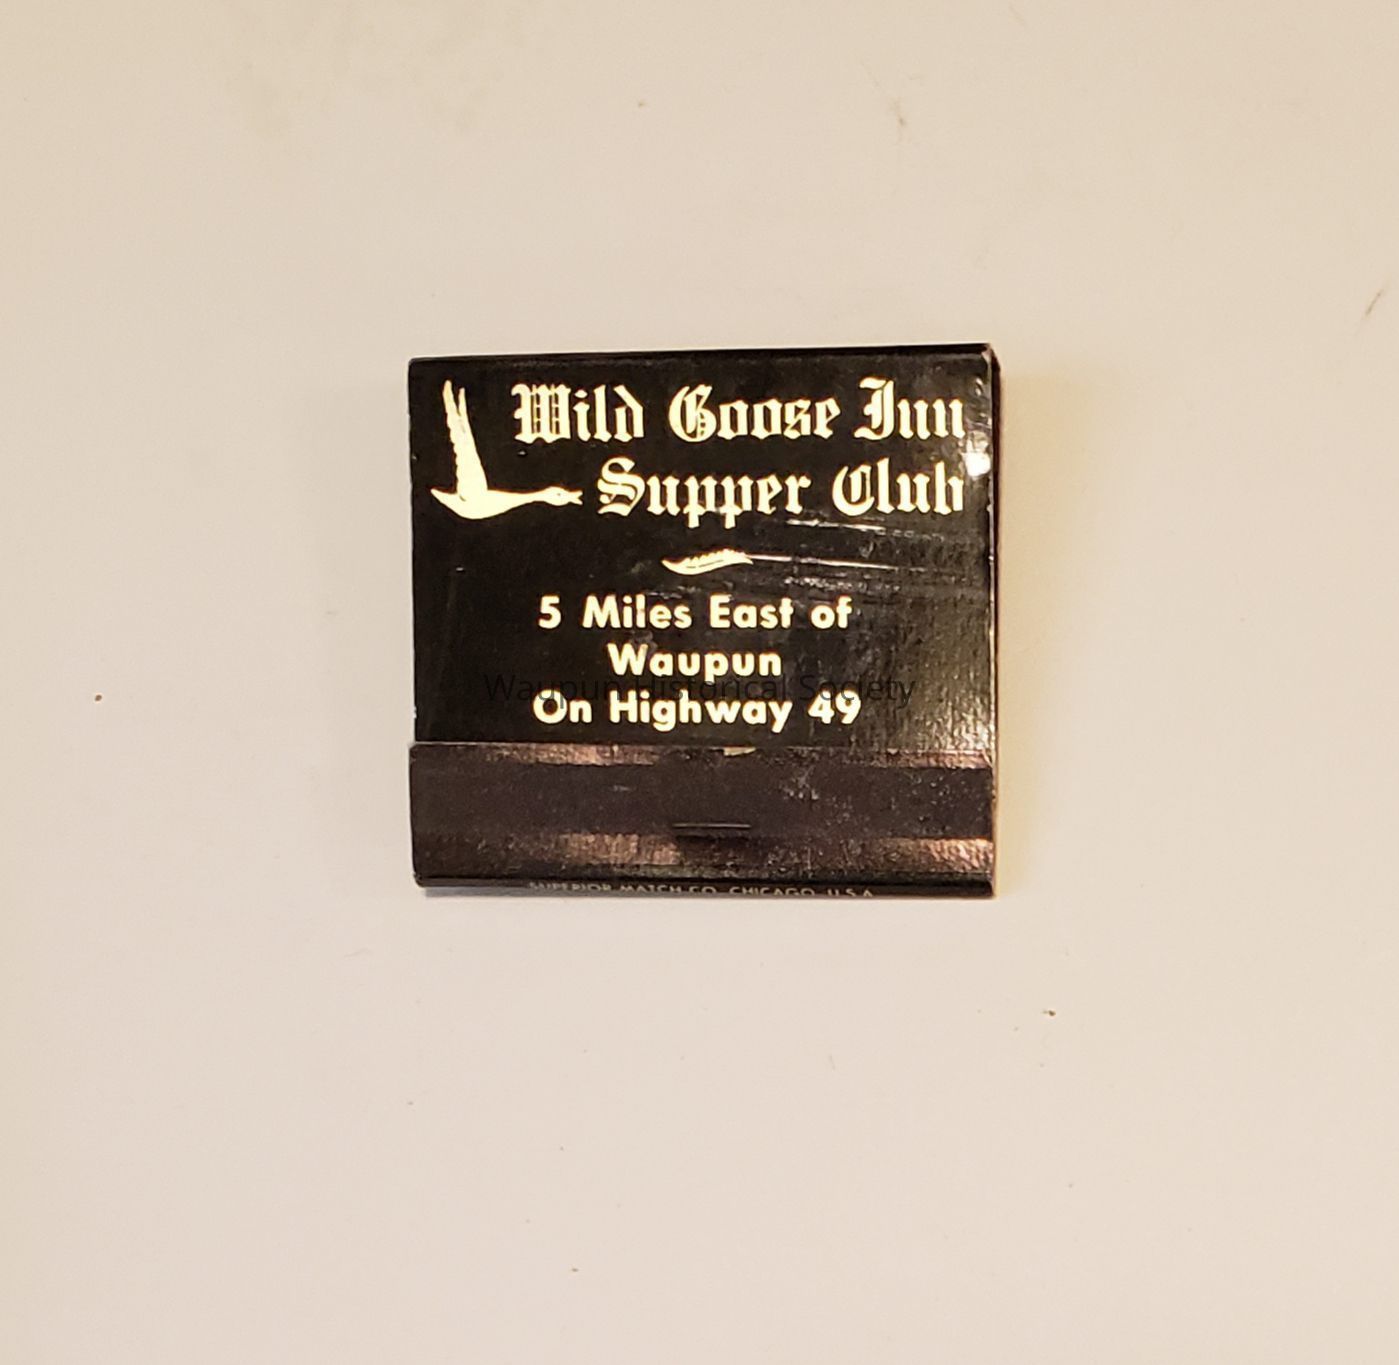 Wild Goose Inn
Supper Club
5 Miles East of
Waupun
Waupun Historical Society
On Highway 49
SUPERIOR MATCH CO. CHICAGO, U.S.A.